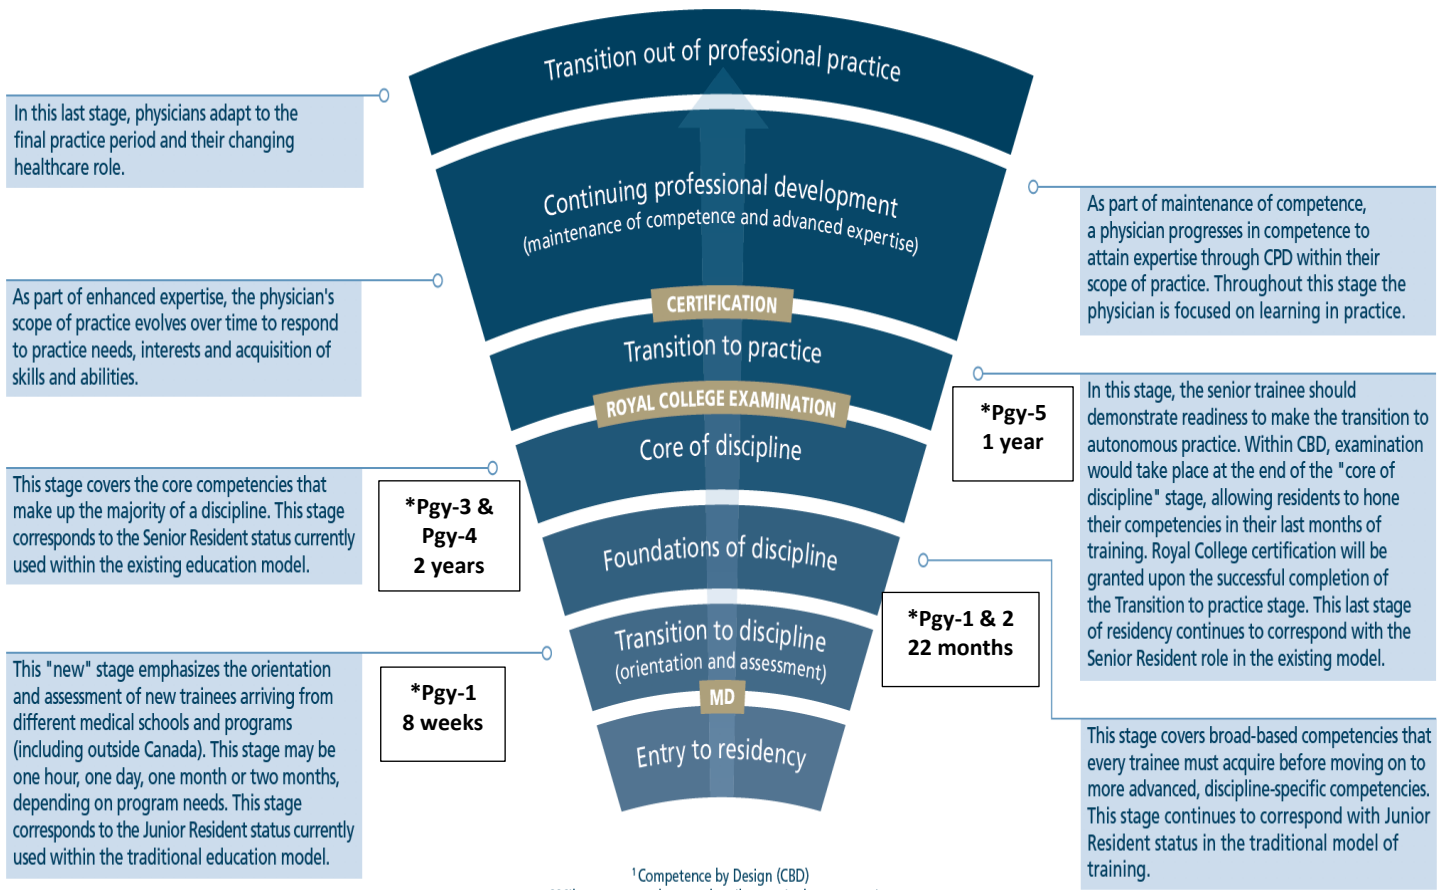 Transition out of professional practice
In this last stage, physicians adapt to the
final practice period and their changing
healthcare role.
Continuing professional development
(maintenance of competence and advanced expertise)
As part of maintenance of competence,
a physician progresses in competence to
attain expertise through CPD within their
scope of practice. Throughout this stage the
physician is focused on learning in practice.
As part of enhanced expertise, the physician's
scope of practice evolves over time to respond
to practice needs, interests and acquisition of
skills and abilities.
CERTIFICATION
Transition to practice
*Pgy-5
1 year
In this stage, the senior trainee should
demonstrate readiness to make the transition to
autonomous practice. Within CBD, examination
would take place at the end of the "core of
discipline" stage, allowing residents to hone
their competencies in their last months of
training. Royal College certification will be
granted upon the successful completion of
the Transition to practice stage. This last stage
of residency continues to correspond with the
Senior Resident role in the existing model.
ROYAL COLLEGE EXAMINATION
Core of discipline
This stage covers the core competencies that
make up the majority of a discipline. This stage
corresponds to the Senior Resident status currently
used within the existing education model.
*Pgy-3 &
Pgy-4
2 years
Foundations of discipline
*Pgy-1 & 2
22 months
Transition to discipline
(orientation and assessment)
This "new" stage emphasizes the orientation
and assessment of new trainees arriving from
different medical schools and programs
(including outside Canada). This stage may be
one hour, one day, one month or two months,
depending on program needs. This stage
corresponds to the Junior Resident status currently
used within the traditional education model.
*Pgy-1
8 weeks
MD
Entry to residency
This stage covers broad-based competencies that
every trainee must acquire before moving on to
more advanced, discipline-specific competencies.
This stage continues to correspond with Junior
Resident status in the traditional model of
training.
¹ Competence by Design (CBD)